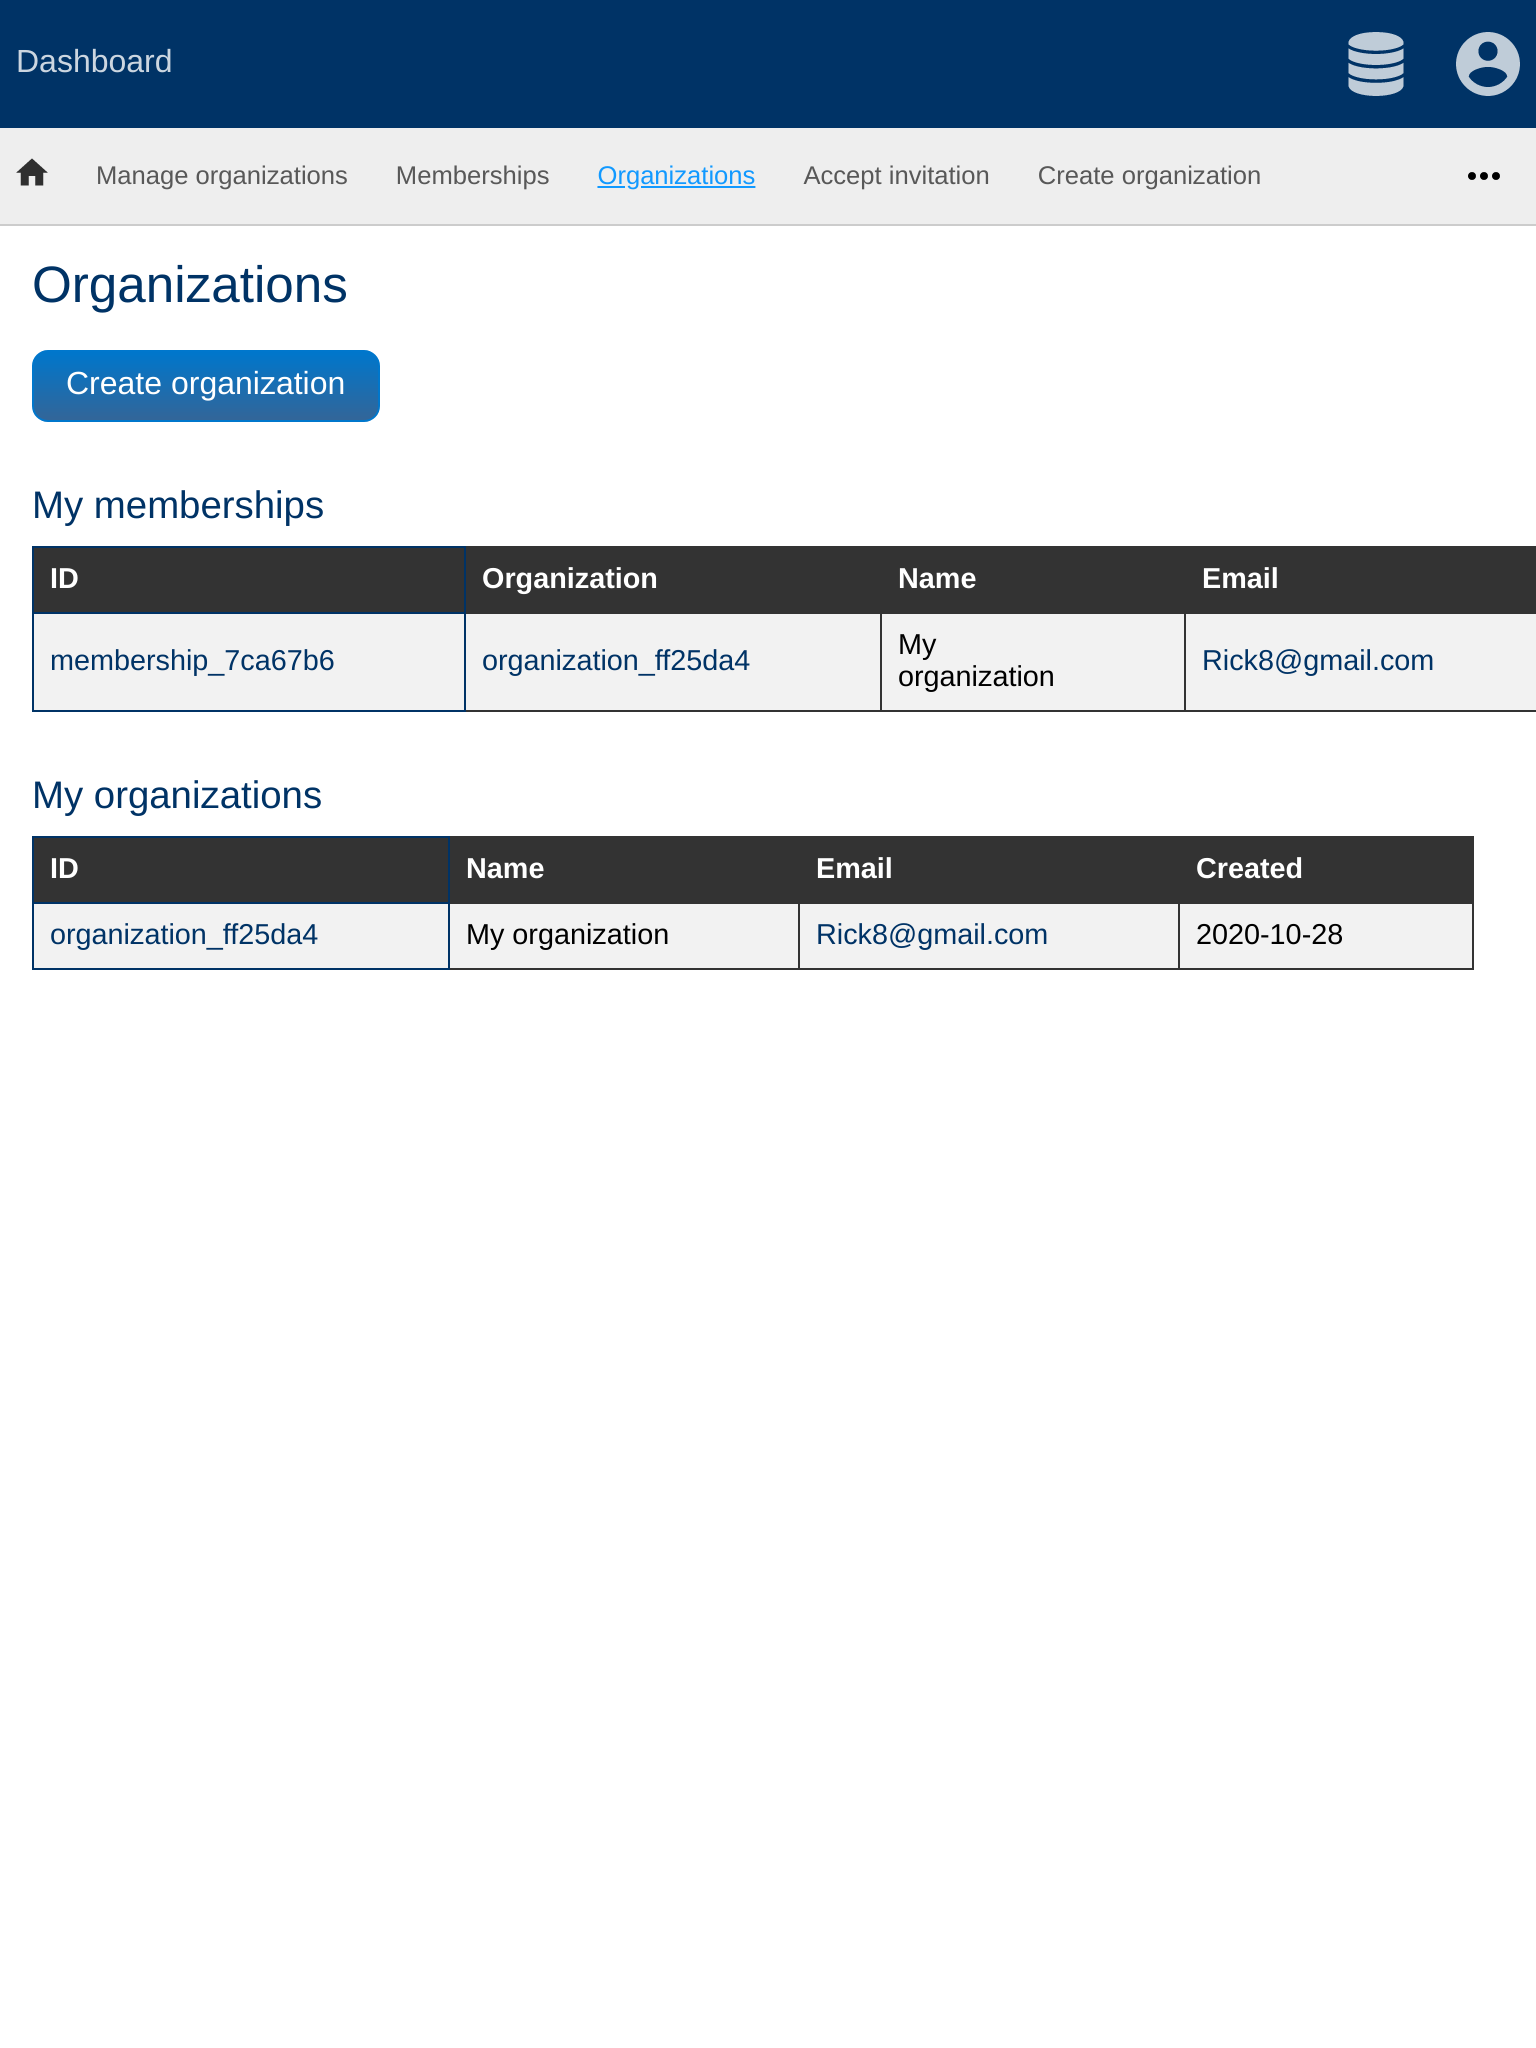 Dashboard
Manage organizations Memberships Organizations Accept invitation Create organization
Organizations
Create organization
My memberships
ID Organization Name Email
membership_7ca67b6 organization_ff25da4 My organization Rick8@gmail.com
My organizations
ID Name Email Created
organization_ff25da4 My organization Rick8@gmail.com 2020-10-28